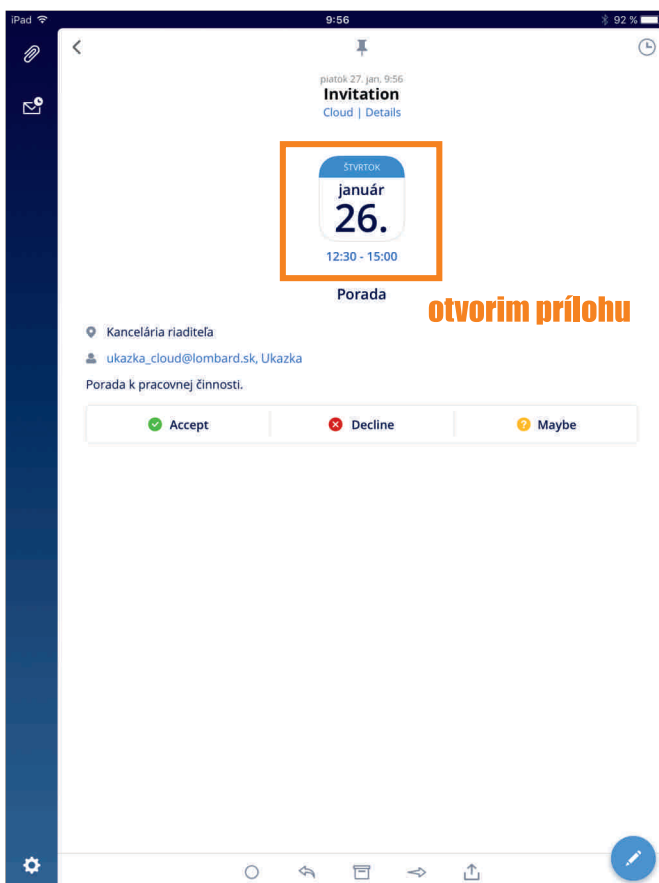 iPad 9:56 92 %
piatok 27. jan, 9:56
Invitation
Cloud | Details
ŠTVRTOK
január
26.
12:30 - 15:00
Porada
otvorim prílohu
Kancelária riaditeľa
ukazka_cloud@lombard.sk, Ukazka
Porada k pracovnej činnosti.
Accept Decline Maybe